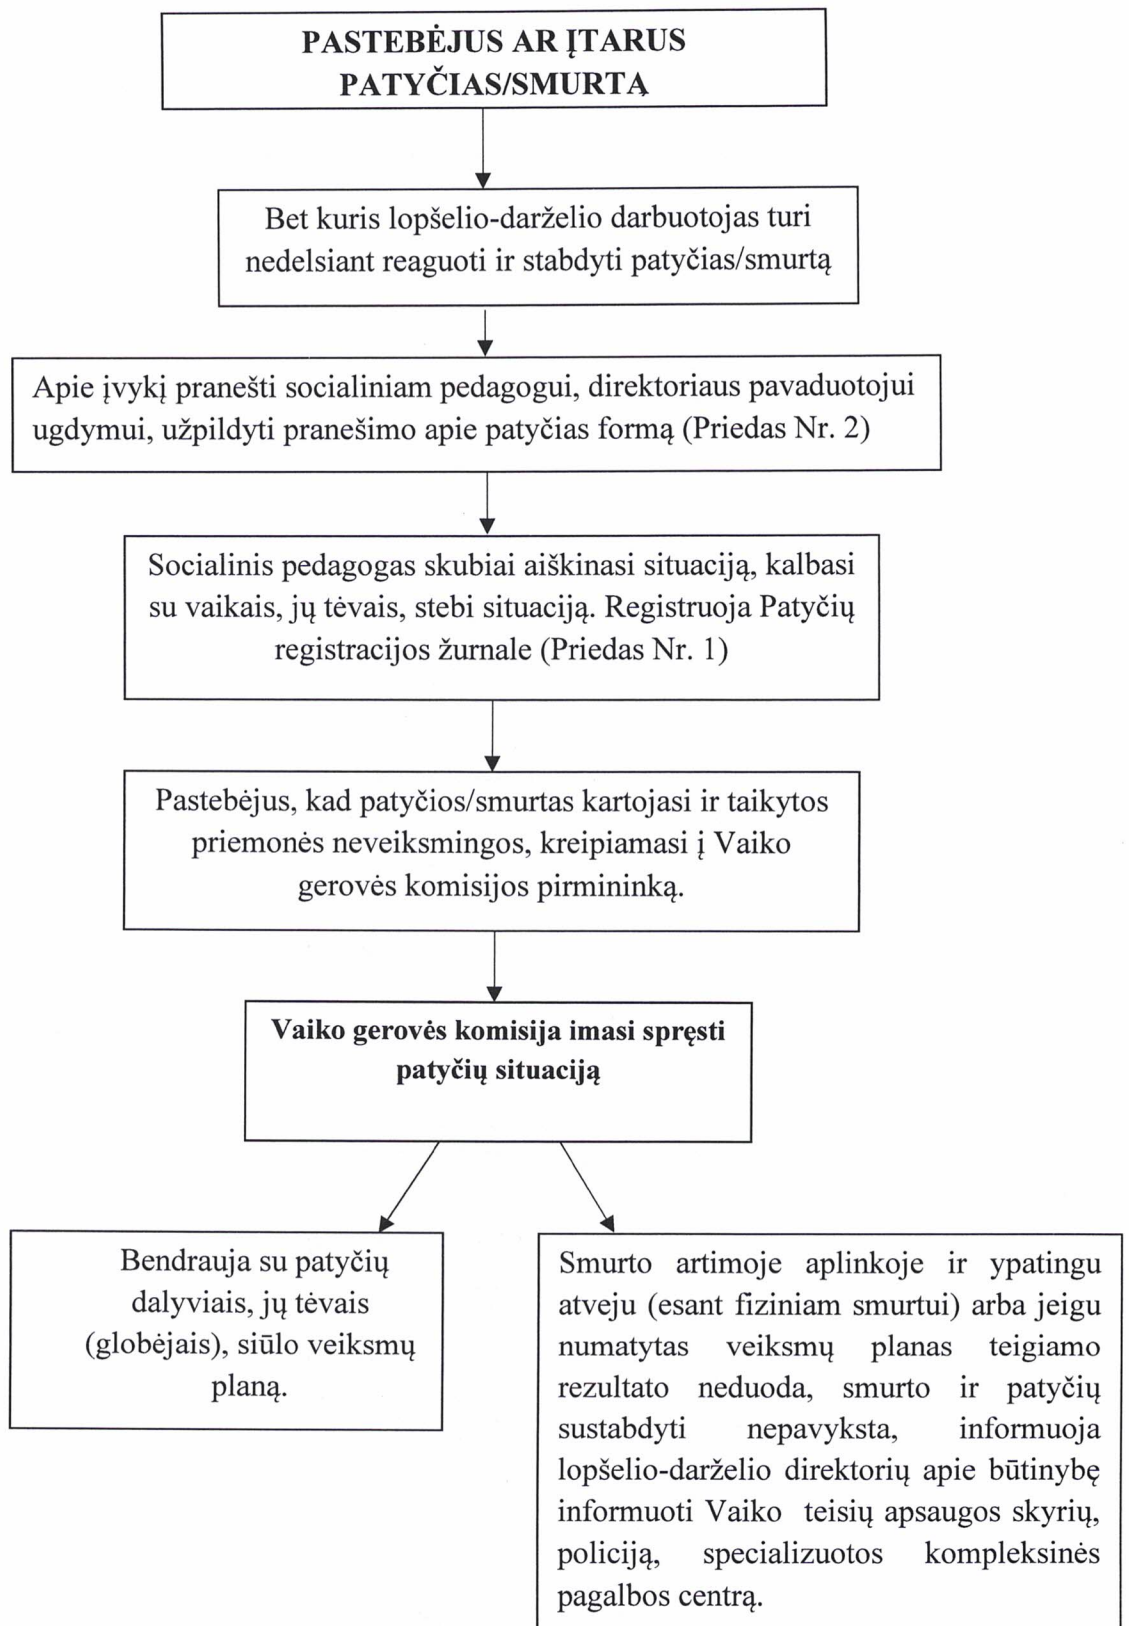 PASTEBĖJUS AR ĮTARUS
PATYČIAS/SMURTĄ
Bet kuris lopšelio-darželio darbuotojas turi
nedelsiant reaguoti ir stabdyti patyčias/smurtą
Apie įvykį pranešti socialiniam pedagogui, direktoriaus pavaduotojui
ugdymui, užpildyti pranešimo apie patyčias formą (Priedas Nr. 2)
Socialinis pedagogas skubiai aiškinasi situaciją, kalbasi
su vaikais, jų tėvais, stebi situaciją. Registruoja Patyčių
registracijos žurnale (Priedas Nr. 1)
Pastebėjus, kad patyčios/smurtas kartojasi ir taikytos
priemonės neveiksmingos, kreipiamasi į Vaiko
gerovės komisijos pirmininką.
Vaiko gerovės komisija imasi spręsti
patyčių situaciją
Bendrauja su patyčių
dalyviais, jų tėvais
(globėjais), siūlo veiksmų
planą.
Smurto artimoje aplinkoje ir ypatingu
atveju (esant fiziniam smurtui) arba jeigu
numatytas veiksmų planas teigiamo
rezultato neduoda, smurto ir patyčių
sustabdyti nepavyksta, informuoja
lopšelio-darželio direktorių apie būtinybę
informuoti Vaiko teisių apsaugos skyrių,
policiją, specializuotos kompleksinės
pagalbos centrą.